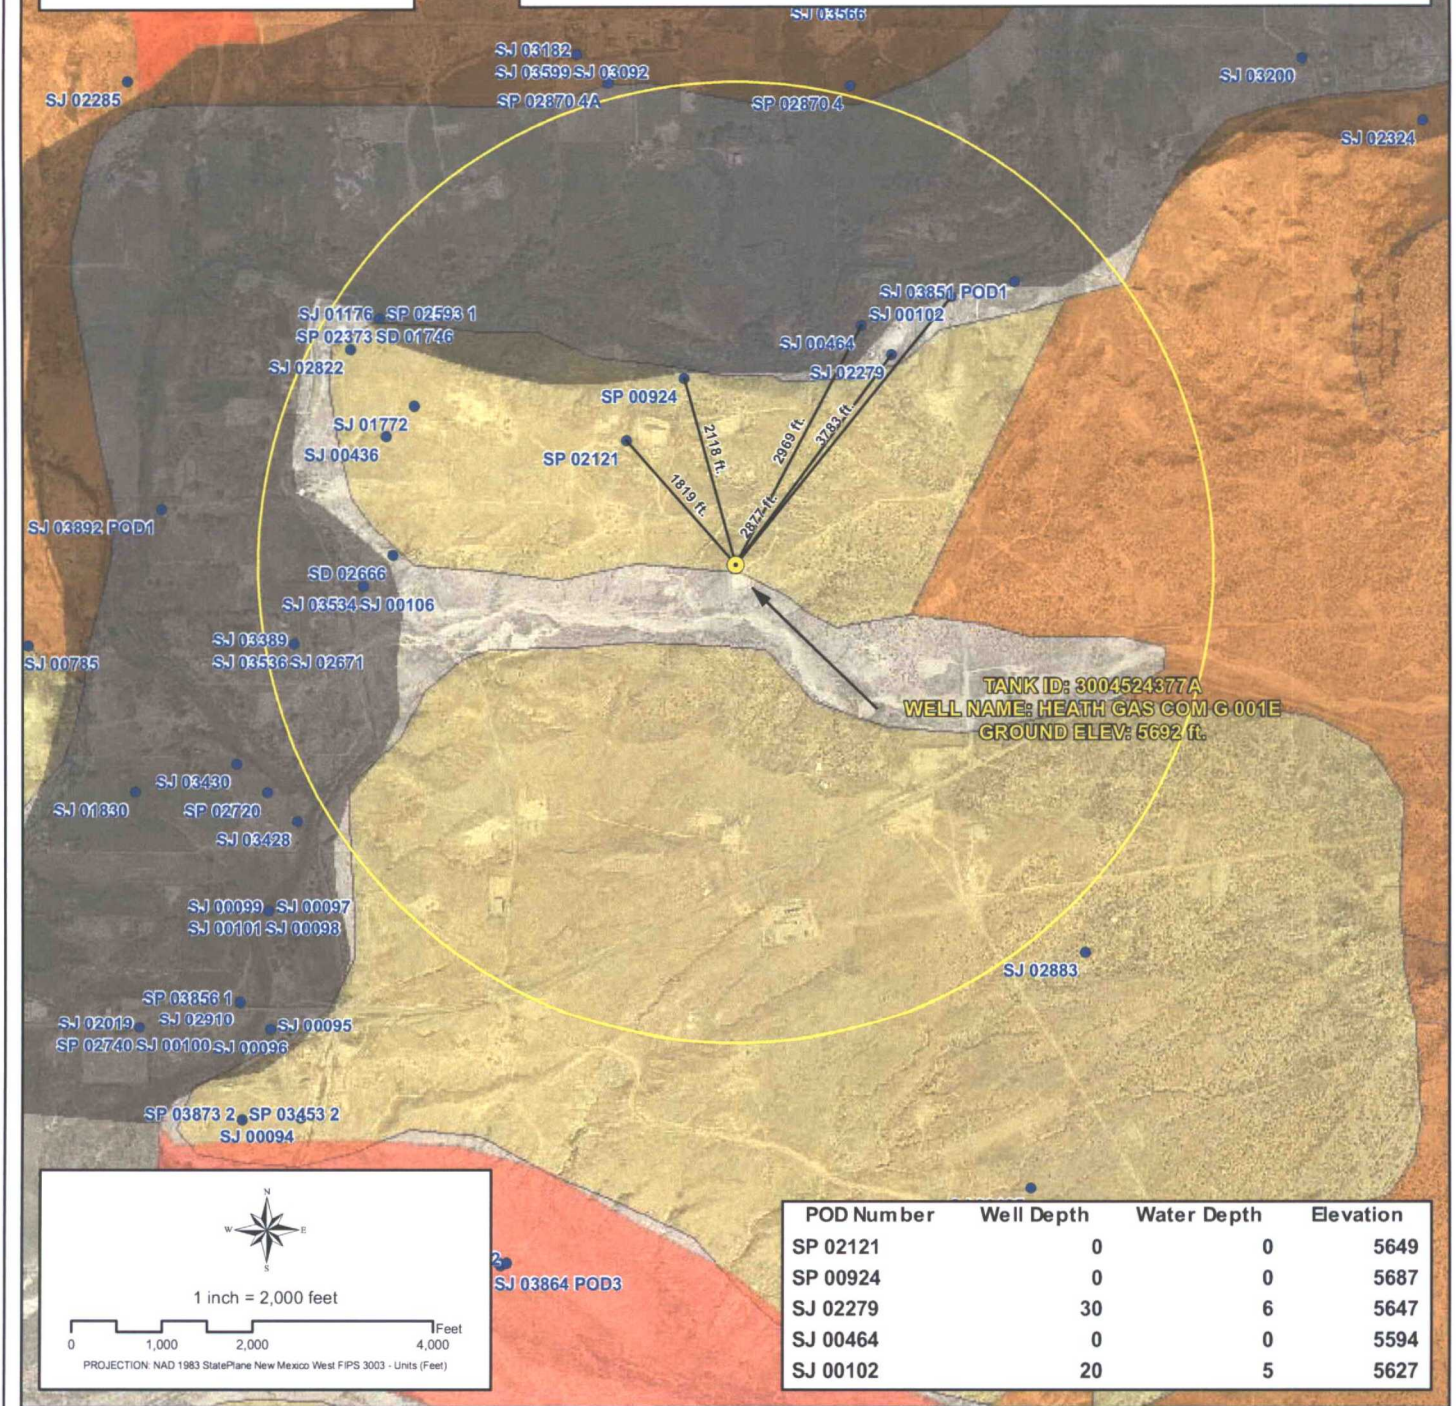 SJ 03566
SJ 03182
SJ 03599 SJ 03092
SP 02870 4A
SP 02870 4
SJ 03200
SJ 02285
SJ 02324
SJ 03851 POD1
SJ 00102
SJ 01176 SP 02593 1
SP 02373 SD 01746
SJ 02822
SJ 00464
SJ 02279
SP 00924
SJ 01772
SJ 00436
SP 02121
2118 ft.
2969 ft.
3783 ft.
1819 ft.
2877 ft.
SJ 03892 POD1
SD 02666
SJ 03534 SJ 00106
SJ 03389
SJ 03536 SJ 02671
SJ 00785
TANK ID: 3004524377A
WELL NAME: HEATH GAS COM G 001E
GROUND ELEV: 5692 ft.
SJ 03430
SJ 01830
SP 02720
SJ 03428
SJ 00099 SJ 00097
SJ 00101 SJ 00098
SJ 02883
SP 03856 1
SJ 02019 SJ 02910 SJ 00095
SP 02740 SJ 00100 SJ 00096
SP 03873 2 SP 03453 2
SJ 00094
N
W E
S
1 inch = 2,000 feet
Feet
0 1,000 2,000 4,000
PROJECTION: NAD 1983 StatePlane New Mexico West FIPS 3003 - Units (Feet)
2
SJ 03864 POD3
POD Number Well Depth Water Depth Elevation
SP 02121 0 0 5649
SP 00924 0 0 5687
SJ 02279 30 6 5647
SJ 00464 0 0 5594
SJ 00102 20 5 5627